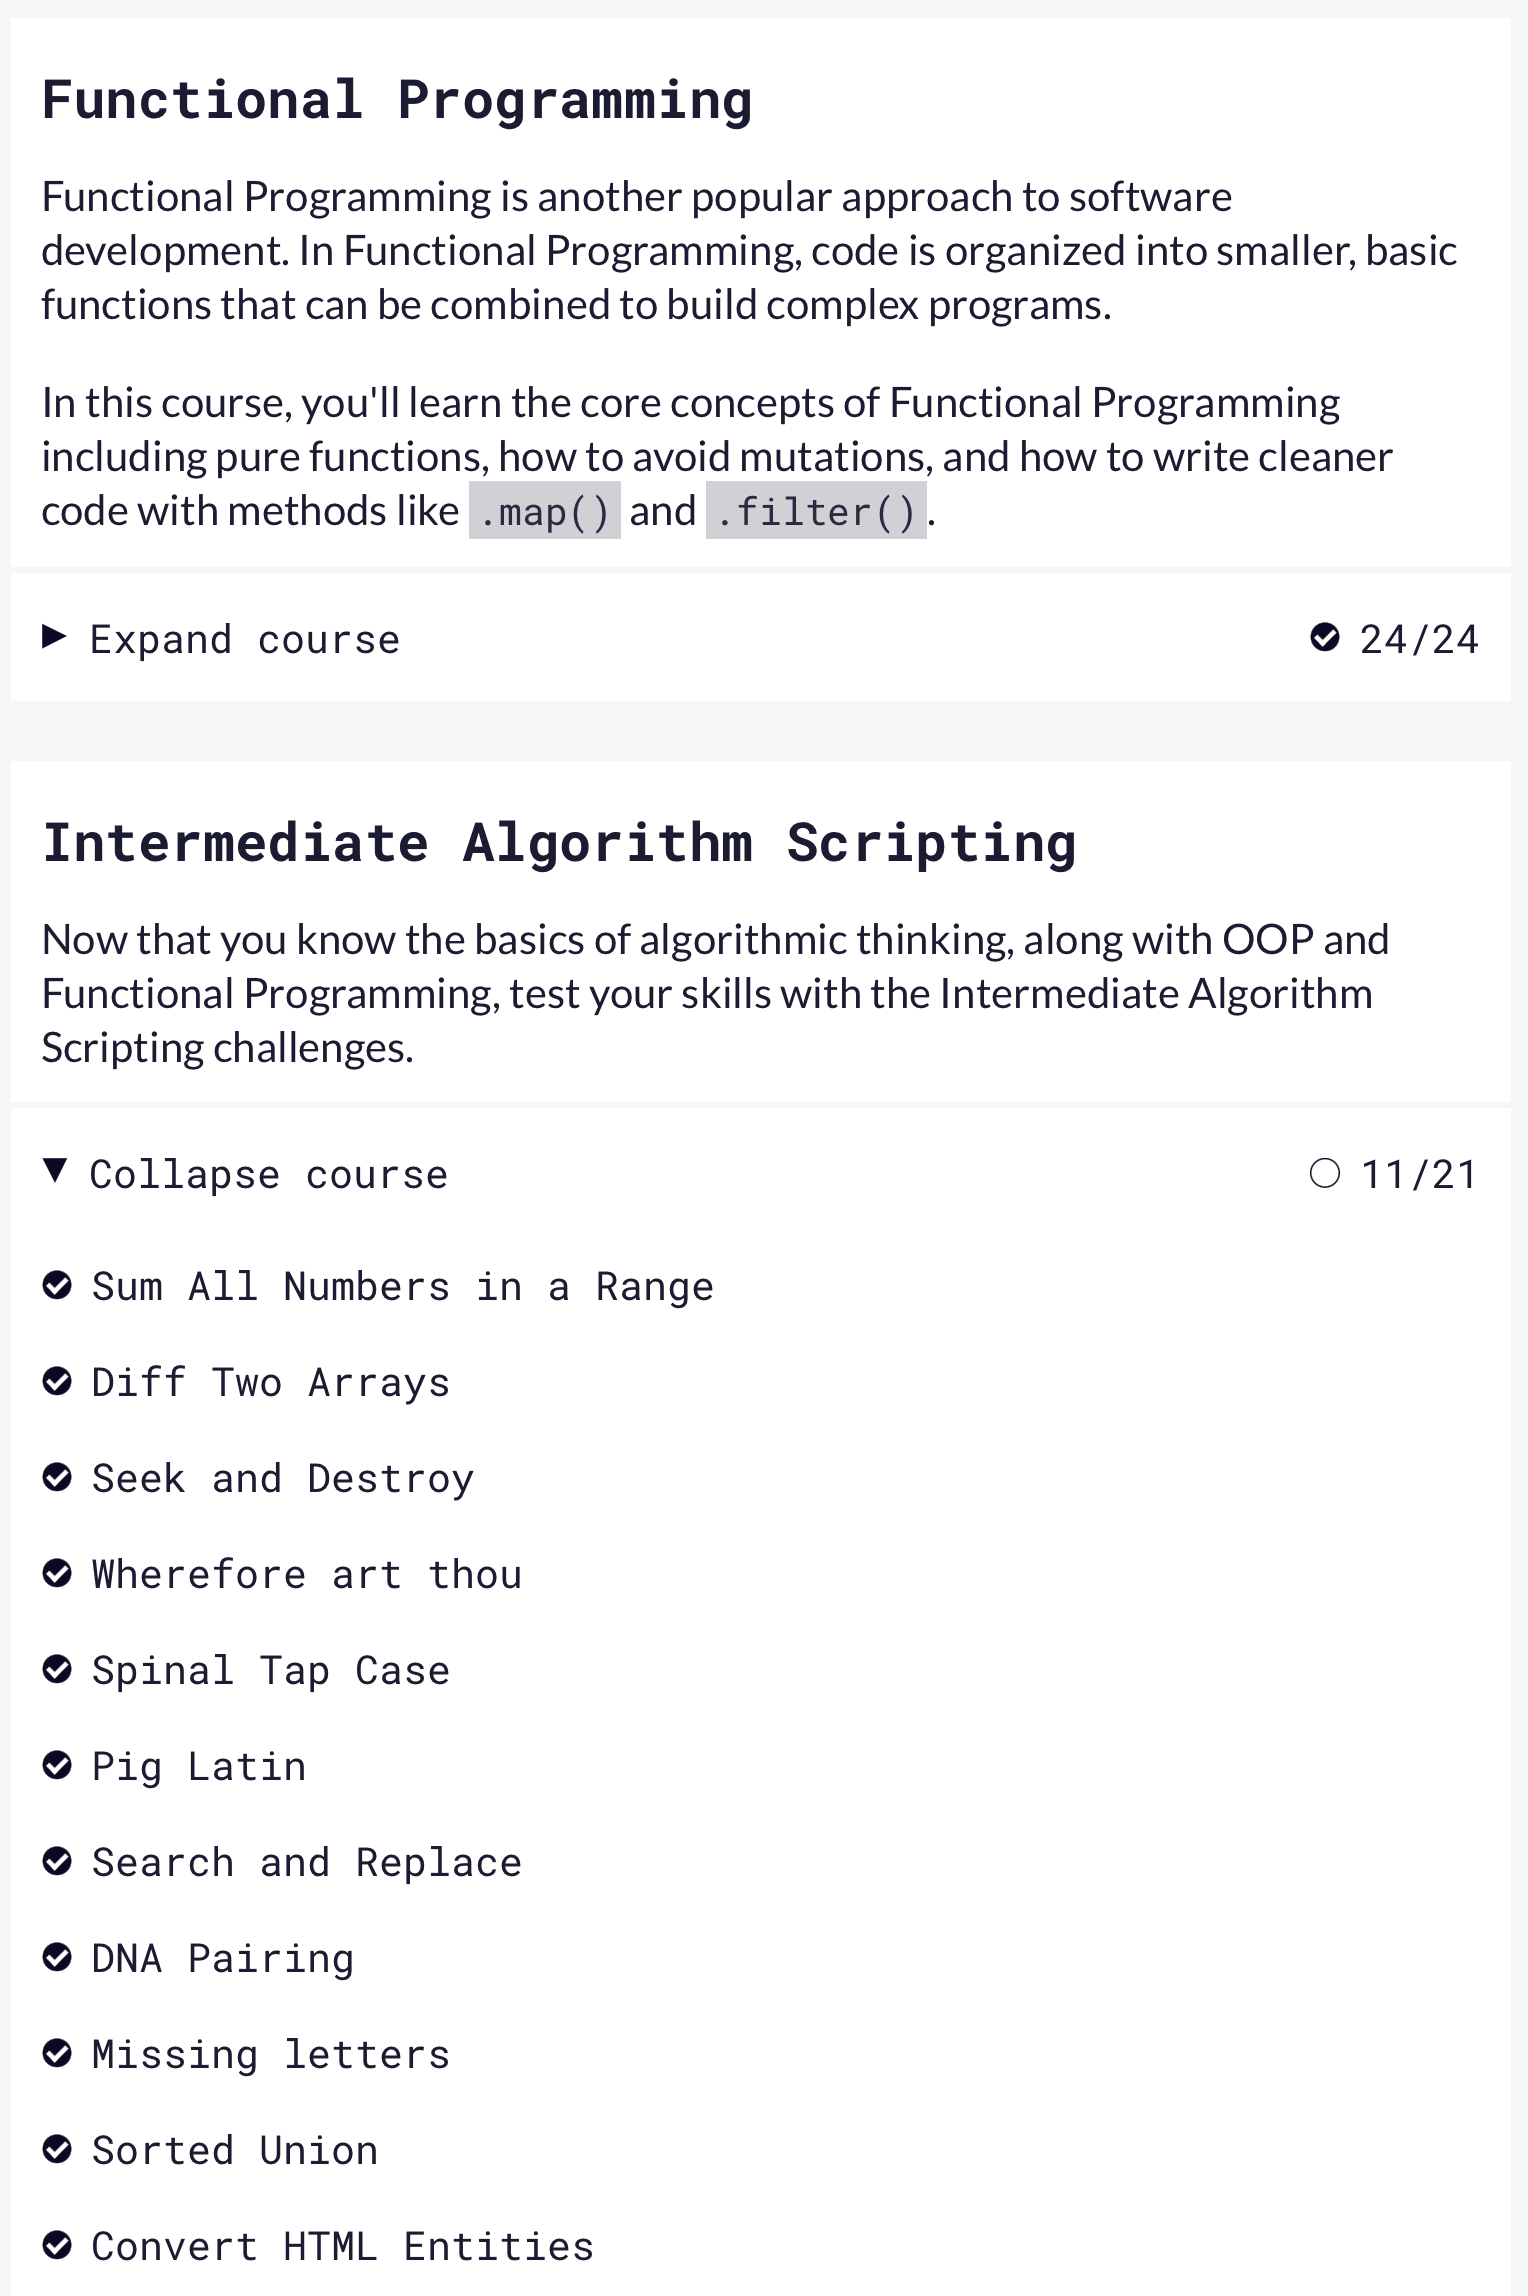 Functional Programming
Functional Programming is another popular approach to software
development. In Functional Programming, code is organized into smaller, basic
functions that can be combined to build complex programs.
In this course, you'll learn the core concepts of Functional Programming
including pure functions, how to avoid mutations, and how to write cleaner
code with methods like .map() and .filter().
Expand course 24/24
Intermediate Algorithm Scripting
Now that you know the basics of algorithmic thinking, along with OOP and
Functional Programming, test your skills with the Intermediate Algorithm
Scripting challenges.
Collapse course 11/21
Sum All Numbers in a Range
Diff Two Arrays
Seek and Destroy
Wherefore art thou
Spinal Tap Case
Pig Latin
Search and Replace
DNA Pairing
Missing letters
Sorted Union
Convert HTML Entities